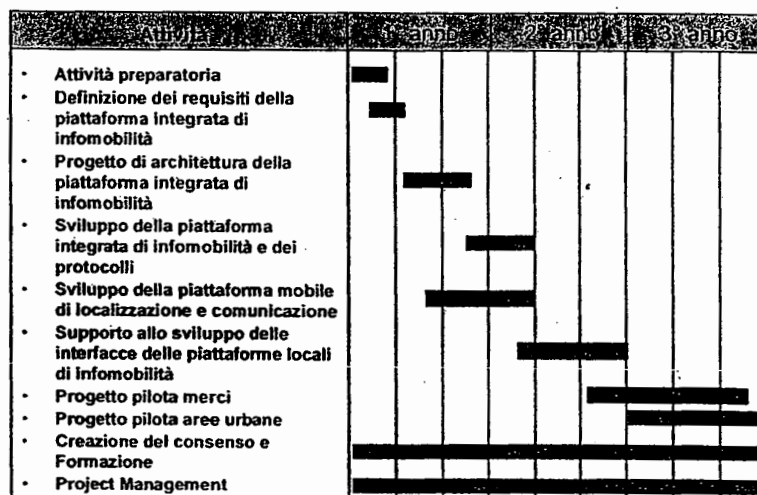 Attività 1° anno 2° anno 3° anno
• Attività preparatoria
• Definizione dei requisiti della
piattaforma integrata di
infomobilità
• Progetto di architettura della
piattaforma integrata di
infomobilità
• Sviluppo della piattaforma
integrata di infomobilità e dei
protocolli
• Sviluppo della piattaforma mobile
di localizzazione e comunicazione
• Supporto allo sviluppo delle
interfacce delle piattaforme locali
di infomobilità
• Progetto pilota merci
• Progetto pilota aree urbane
• Creazione del consenso e
Formazione
• Project Management